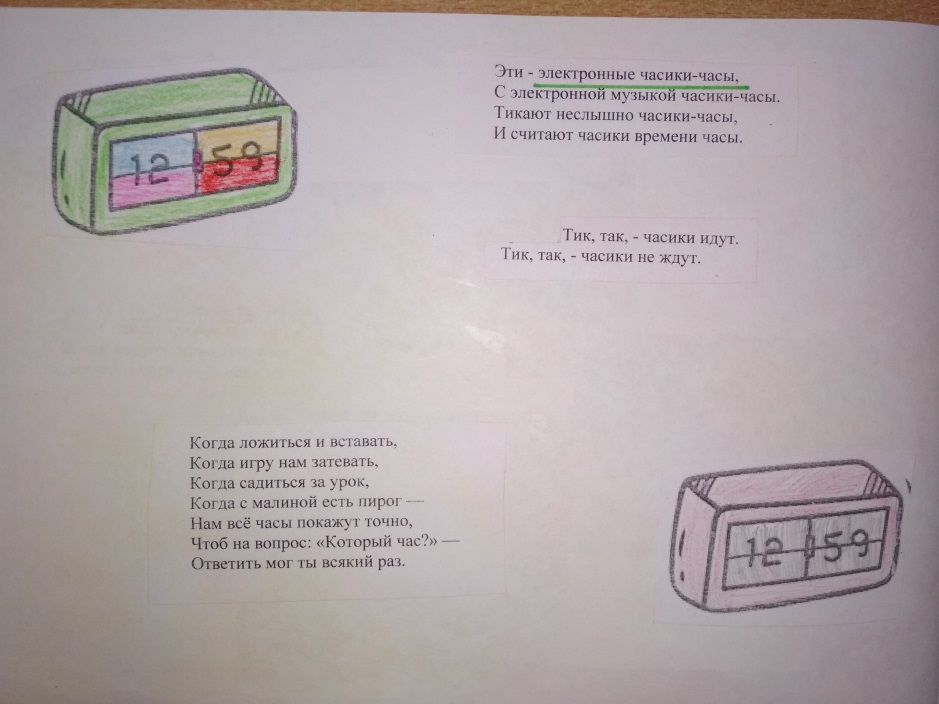 12 59
Эти - электронные часики-часы,
С электронной музыкой часики-часы.
Тикают неслышно часики-часы,
И считают часики времени часы.
Тик, так, - часики идут.
Тик, так, - часики не ждут.
Когда ложиться и вставать,
Когда игру нам затевать,
Когда садиться за урок,
Когда с малиной есть пирог —
Нам всё часы покажут точно,
Чтоб на вопрос: «Который час?» —
Ответить мог ты всякий раз.
12 59